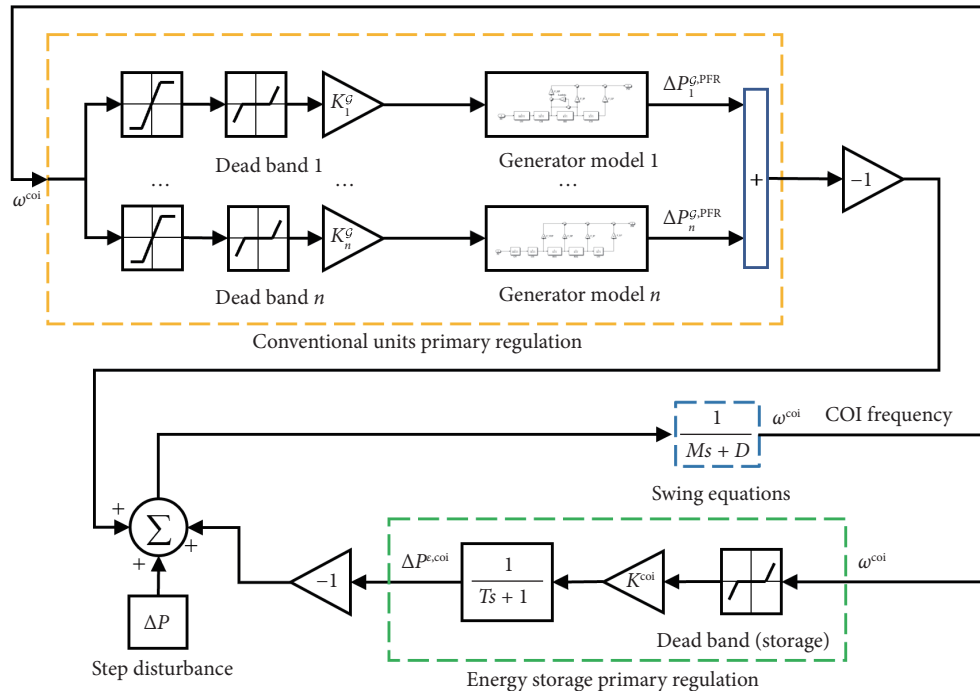 ω^coi
K_1^𝒢
Dead band 1
Generator model 1
ΔP_1^{𝒢,PFR}
...
...
...
+
−1
K_n^𝒢
Dead band n
Generator model n
ΔP_n^{𝒢,PFR}
Conventional units primary regulation
1
Ms + D
ω^coi
COI frequency
Swing equations
+
∑
+
+
−1
ΔP^{ε,coi}
1
Ts + 1
K^coi
ω^coi
Dead band (storage)
ΔP
Step disturbance
Energy storage primary regulation